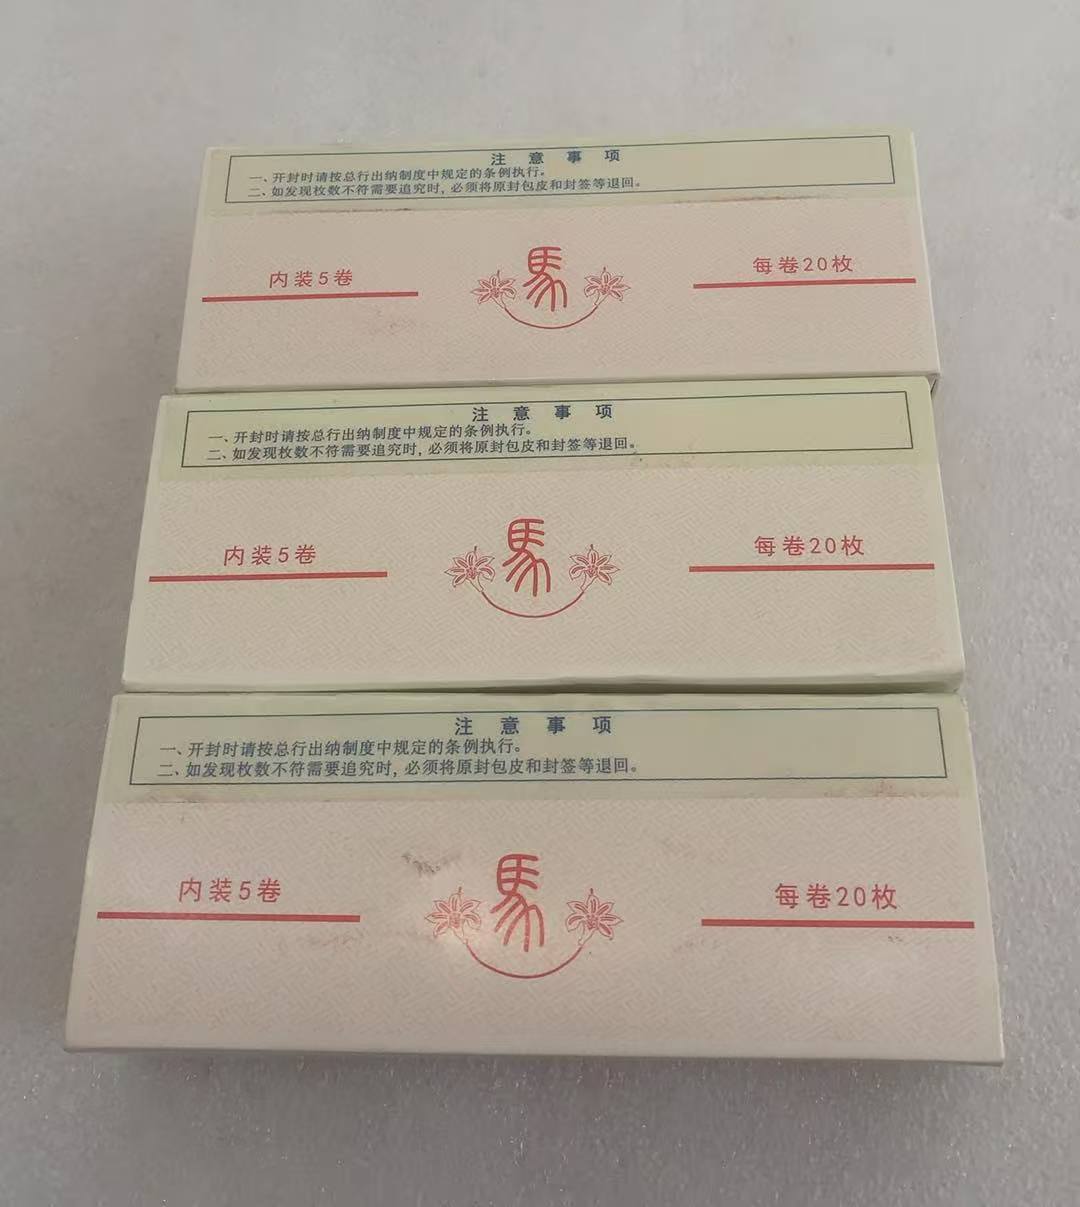 注意事项
一、开封时请按总行出纳制度中规定的条例执行。
二、如发现枚数不符需要追究时，必须将原封包皮和封签等退回。
内装5卷
馬
每卷20枚
注意事项
一、开封时请按总行出纳制度中规定的条例执行。
二、如发现枚数不符需要追究时，必须将原封包皮和封签等退回。
内装5卷
馬
每卷20枚
注意事项
一、开封时请按总行出纳制度中规定的条例执行。
二、如发现枚数不符需要追究时，必须将原封包皮和封签等退回。
内装5卷
馬
每卷20枚